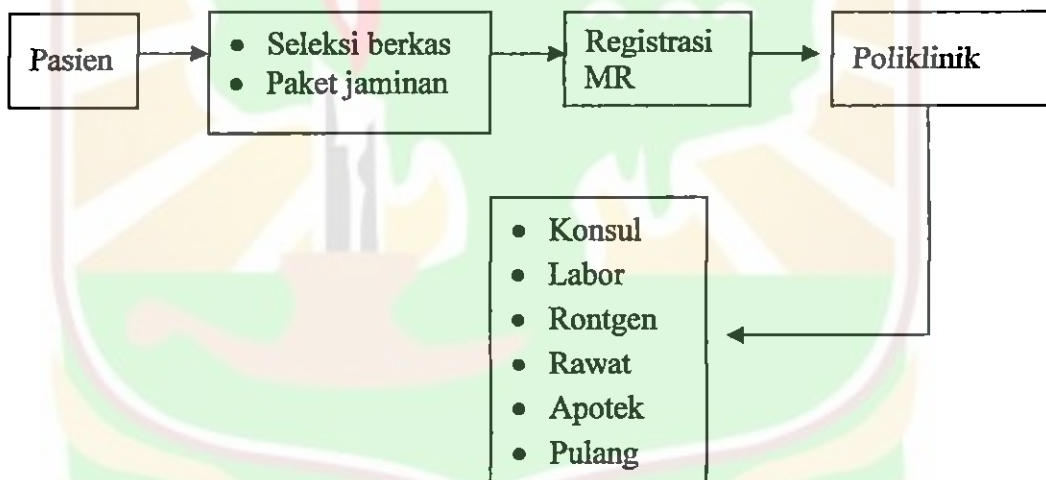 Pasien
• Seleksi berkas
• Paket jaminan
Registrasi
MR
Poliklinik
• Konsul
• Labor
• Rontgen
• Rawat
• Apotek
• Pulang